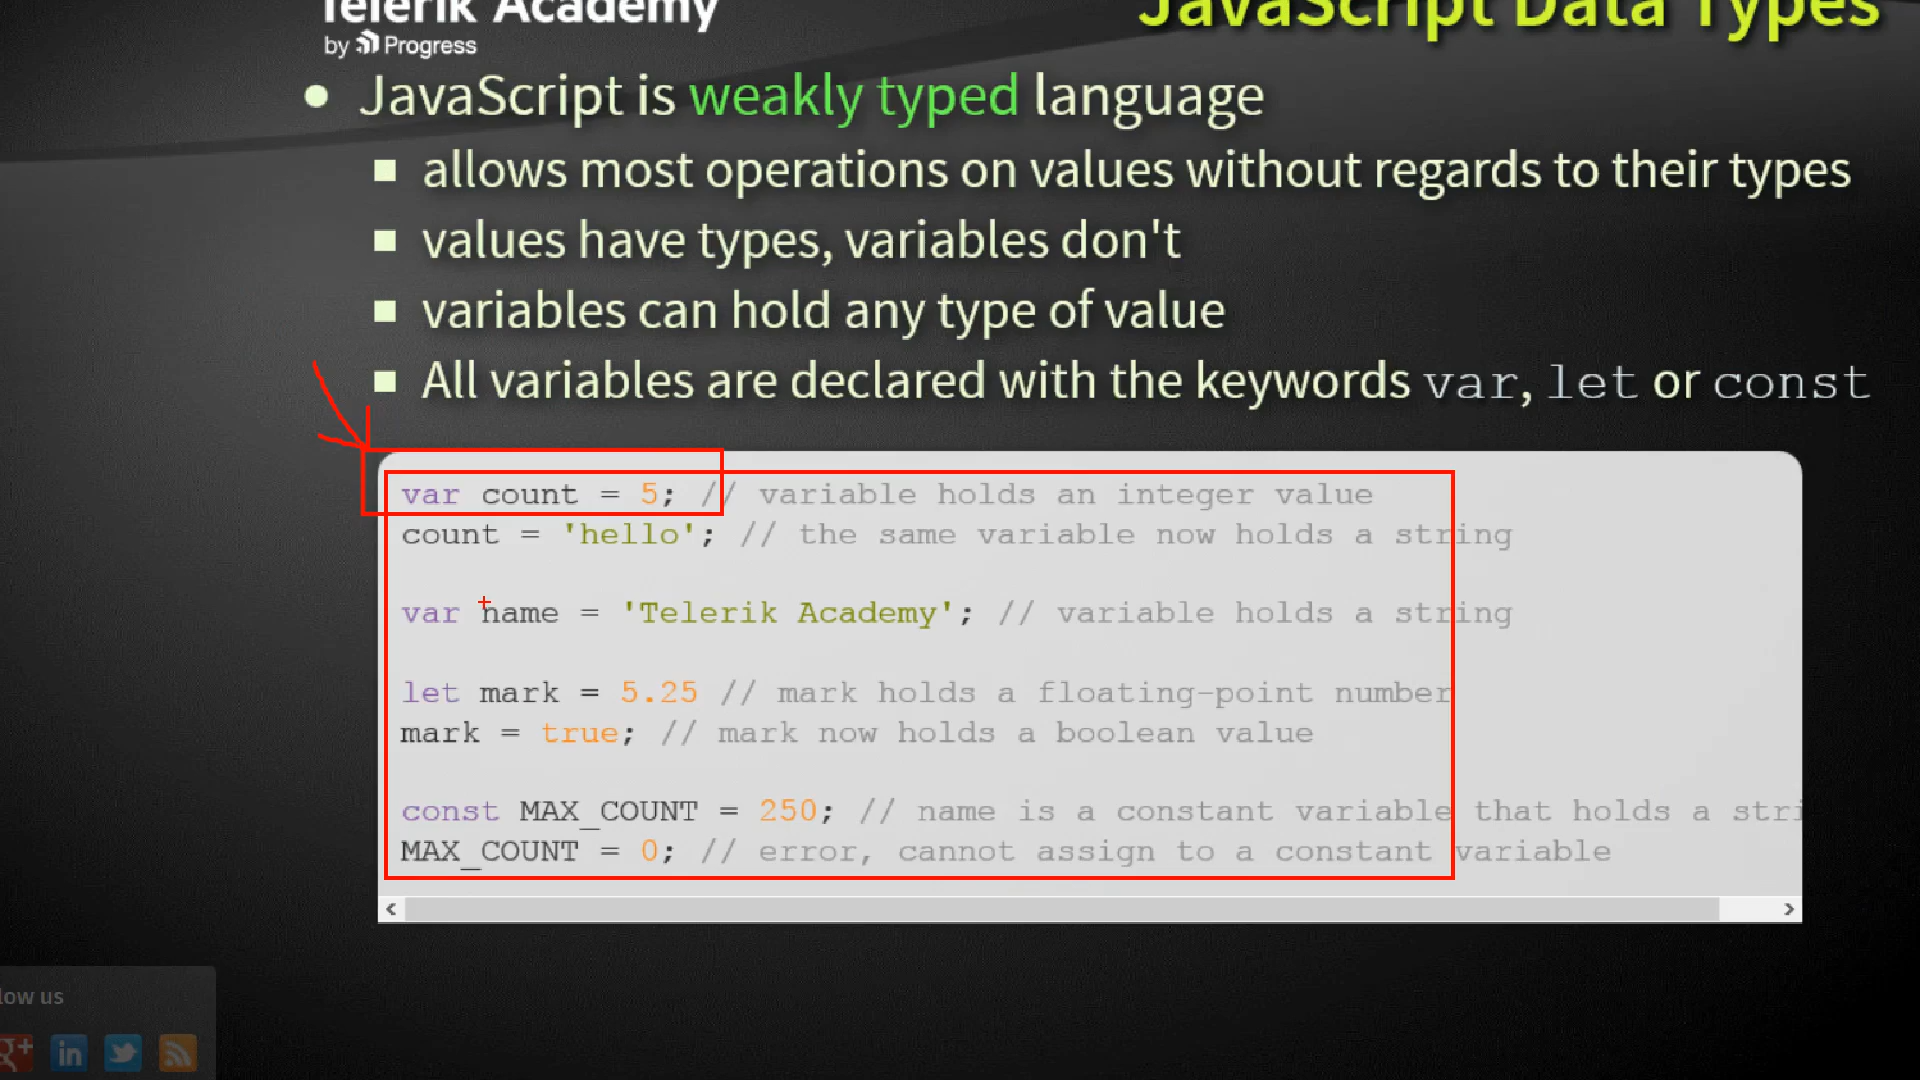 Telerik Academy
by Progress
JavaScript Data Types
JavaScript is weakly typed language
allows most operations on values without regards to their types
values have types, variables don't
variables can hold any type of value
All variables are declared with the keywords var, let or const
var count = 5; // variable holds an integer value
count = 'hello'; // the same variable now holds a string
var name = 'Telerik Academy'; // variable holds a string
let mark = 5.25 // mark holds a floating-point number
mark = true; // mark now holds a boolean value
const MAX_COUNT = 250; // name is a constant variable that holds a stri
MAX_COUNT = 0; // error, cannot assign to a constant variable
low us
g+ in